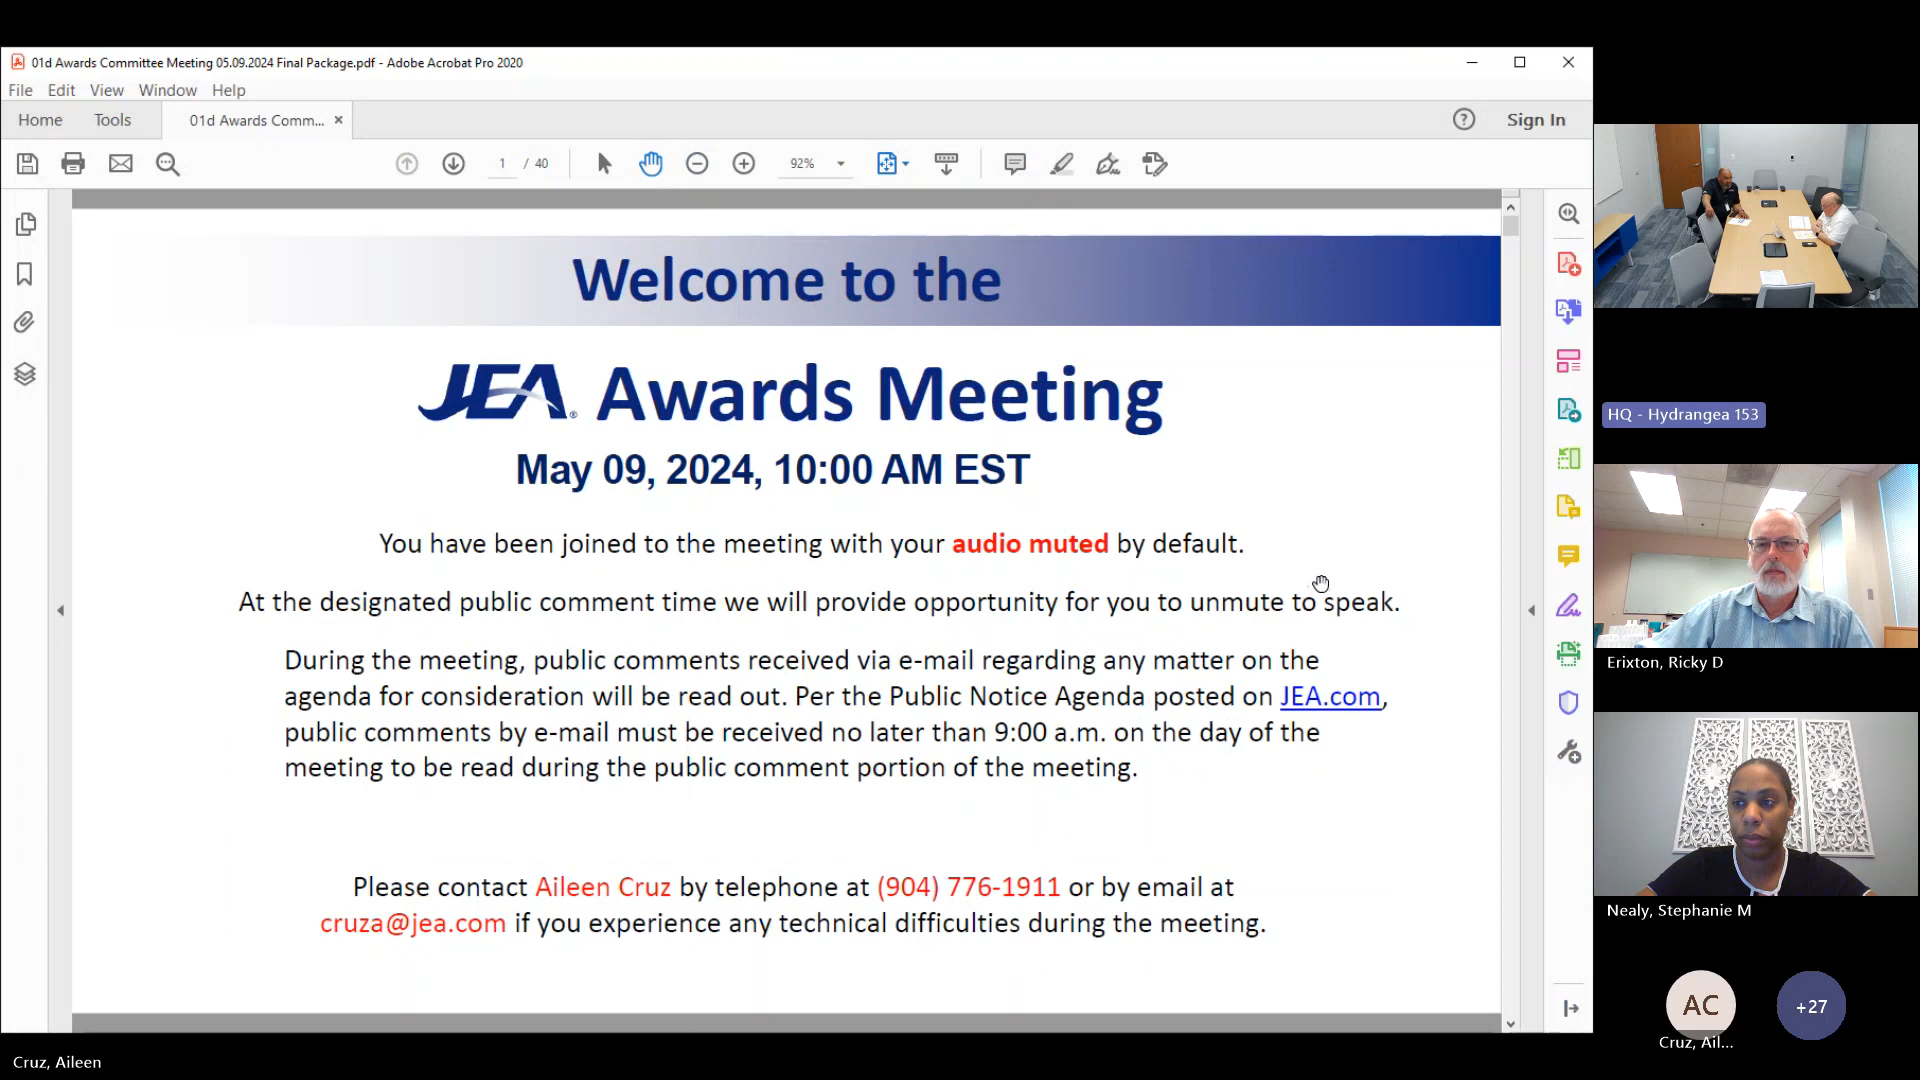 01d Awards Committee Meeting 05.09.2024 Final Package.pdf - Adobe Acrobat Pro 2020
File Edit View Window Help
Home Tools 01d Awards Comm... × Sign In
1 / 40 92%
Welcome to the
JEA® Awards Meeting
May 09, 2024, 10:00 AM EST
You have been joined to the meeting with your audio muted by default.
At the designated public comment time we will provide opportunity for you to unmute to speak.
During the meeting, public comments received via e-mail regarding any matter on the
agenda for consideration will be read out. Per the Public Notice Agenda posted on JEA.com,
public comments by e-mail must be received no later than 9:00 a.m. on the day of the
meeting to be read during the public comment portion of the meeting.
Please contact Aileen Cruz by telephone at (904) 776-1911 or by email at
cruza@jea.com if you experience any technical difficulties during the meeting.
HQ - Hydrangea 153
Erixton, Ricky D
Nealy, Stephanie M
AC +27
Cruz, Ail...
Cruz, Aileen